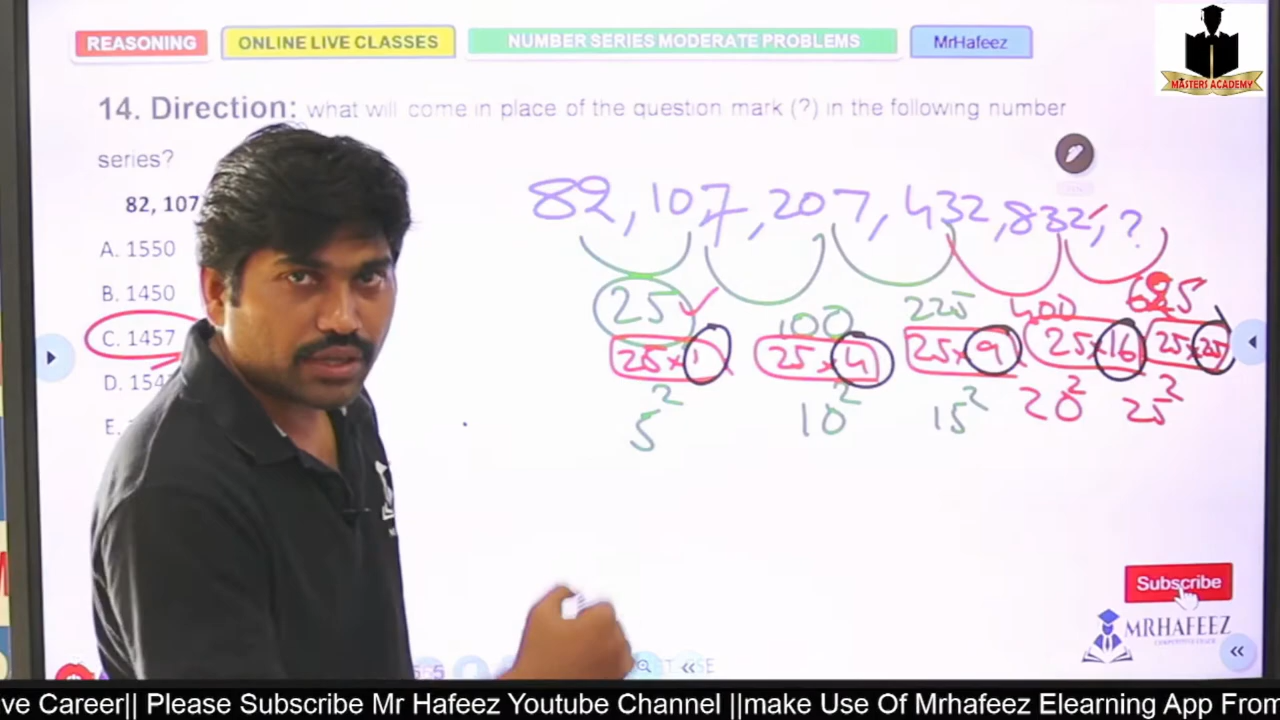 REASONING
ONLINE LIVE CLASSES
NUMBER SERIES MODERATE PROBLEMS
MrHafeez
MASTERS ACADEMY
14. Direction: what will come in place of the question mark (?) in the following number
series?
82, 107
82, 107, 207, 432, 832, ?
A. 1550
B. 1450
C. 1457
D. 154
E.
25 100 225 400 625
25×1 25×4 25×9 25×16 25×25
5² 10² 15² 20² 25²
Subscribe
MRHAFEEZ
ve Career|| Please Subscribe Mr Hafeez Youtube Channel ||make Use Of Mrhafeez Elearning App From